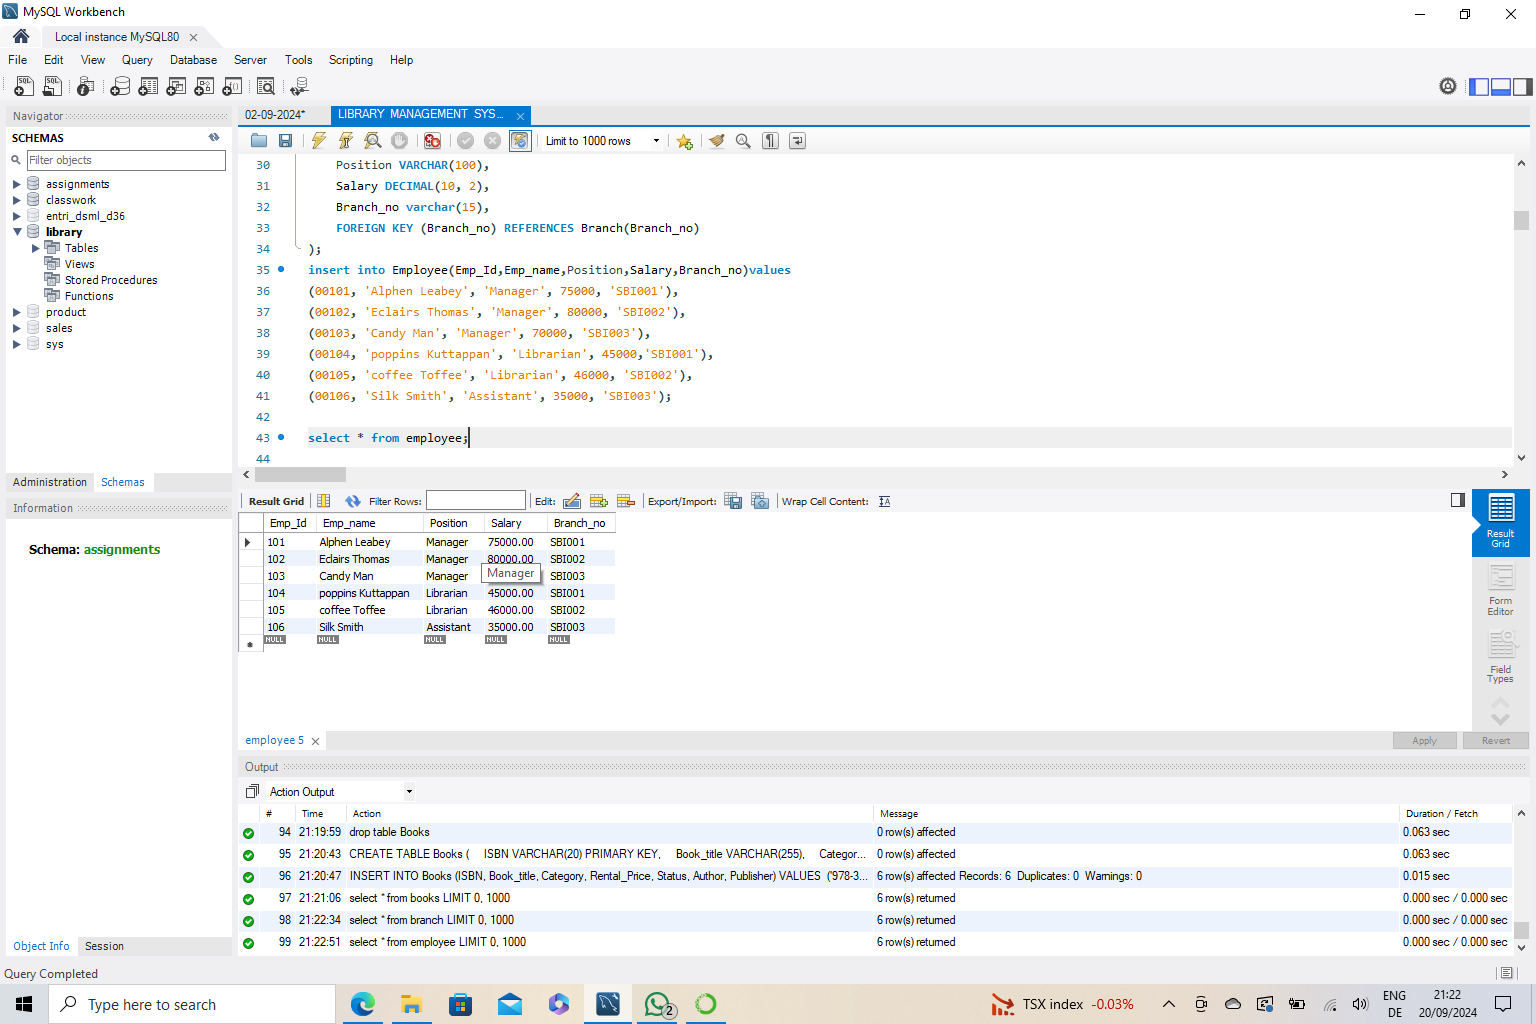 MySQL Workbench
Local instance MySQL80
File Edit View Query Database Server Tools Scripting Help
Navigator
SCHEMAS
Filter objects
assignments
classwork
entri_dsml_d36
library
Tables
Views
Stored Procedures
Functions
product
sales
sys
Administration Schemas
Information
Schema: assignments
Object Info Session
02-09-2024*
LIBRARY MANAGEMENT SYS...
Limit to 1000 rows
30 Position VARCHAR(100),
31 Salary DECIMAL(10, 2),
32 Branch_no varchar(15),
33 FOREIGN KEY (Branch_no) REFERENCES Branch(Branch_no)
34 );
35 insert into Employee(Emp_Id,Emp_name,Position,Salary,Branch_no)values
36 (00101, 'Alphen Leabey', 'Manager', 75000, 'SBI001'),
37 (00102, 'Eclairs Thomas', 'Manager', 80000, 'SBI002'),
38 (00103, 'Candy Man', 'Manager', 70000, 'SBI003'),
39 (00104, 'poppins Kuttappan', 'Librarian', 45000,'SBI001'),
40 (00105, 'coffee Toffee', 'Librarian', 46000, 'SBI002'),
41 (00106, 'Silk Smith', 'Assistant', 35000, 'SBI003');
42
43 select * from employee;
44
Result Grid Filter Rows: Edit: Export/Import: Wrap Cell Content:
Emp_Id Emp_name Position Salary Branch_no
101 Alphen Leabey Manager 75000.00 SBI001
102 Eclairs Thomas Manager 80000.00 SBI002
103 Candy Man Manager SBI003
Manager
104 poppins Kuttappan Librarian 45000.00 SBI001
105 coffee Toffee Librarian 46000.00 SBI002
106 Silk Smith Assistant 35000.00 SBI003
NULL NULL NULL NULL NULL
Result
Grid
Form
Editor
Field
Types
employee 5
Apply Revert
Output
Action Output
# Time Action Message Duration / Fetch
94 21:19:59 drop table Books 0 row(s) affected 0.063 sec
95 21:20:43 CREATE TABLE Books ( ISBN VARCHAR(20) PRIMARY KEY, Book_title VARCHAR(255), Categor... 0 row(s) affected 0.063 sec
96 21:20:47 INSERT INTO Books (ISBN, Book_title, Category, Rental_Price, Status, Author, Publisher) VALUES ('978-3... 6 row(s) affected Records: 6 Duplicates: 0 Warnings: 0 0.015 sec
97 21:21:06 select * from books LIMIT 0, 1000 6 row(s) returned 0.000 sec / 0.000 sec
98 21:22:34 select * from branch LIMIT 0, 1000 6 row(s) returned 0.000 sec / 0.000 sec
99 21:22:51 select * from employee LIMIT 0, 1000 6 row(s) returned 0.000 sec / 0.000 sec
Query Completed
Type here to search
2
TSX index -0.03%
ENG
DE
21:22
20/09/2024